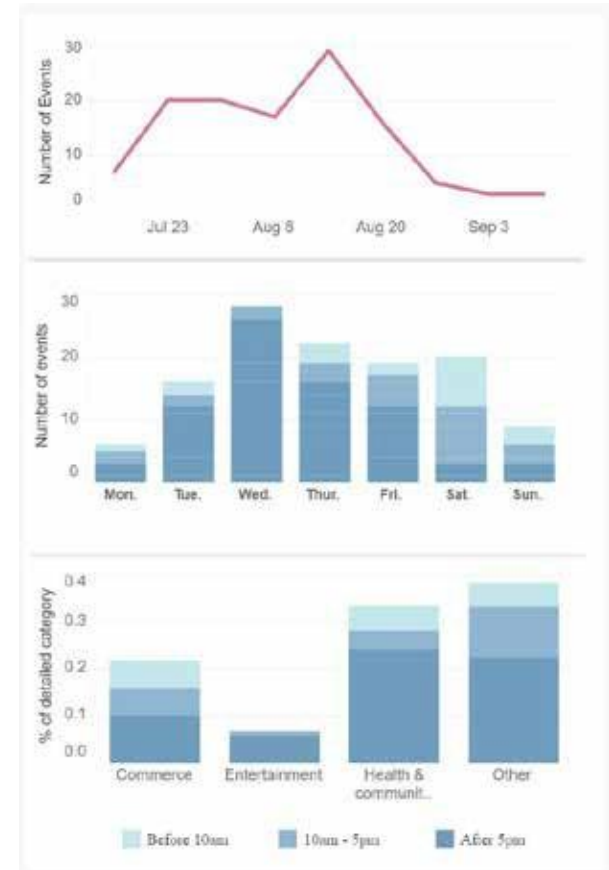 Number of Events
30
20
10
0
Jul 23
Aug 6
Aug 20
Sep 3
Number of events
30
20
10
0
Mon. Tue. Wed. Thur. Fri. Sat. Sun.
% of detailed category
0.4
0.3
0.2
0.1
0.0
Commerce Entertainment Health & Other
communit..
Before 10am 10am - 5pm After 5pm